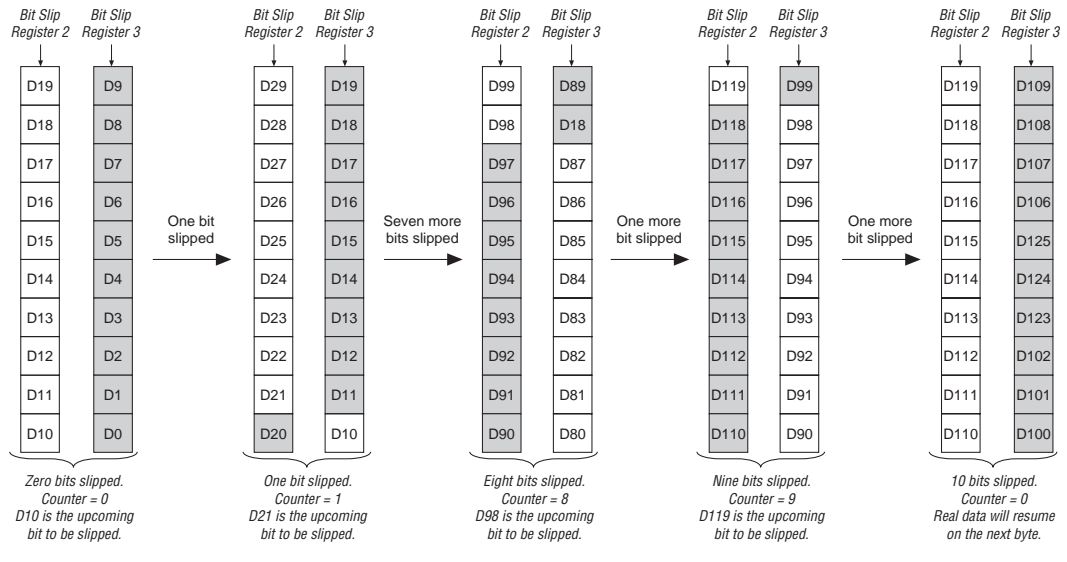 Bit Slip Register 2
Bit Slip Register 3
D19 D9
D18 D8
D17 D7
D16 D6
D15 D5
D14 D4
D13 D3
D12 D2
D11 D1
D10 D0
Zero bits slipped.
Counter = 0
D10 is the upcoming
bit to be slipped.
One bit
slipped
Bit Slip Register 2
Bit Slip Register 3
D29 D19
D28 D18
D27 D17
D26 D16
D25 D15
D24 D14
D23 D13
D22 D12
D21 D11
D20 D10
One bit slipped.
Counter = 1
D21 is the upcoming
bit to be slipped.
Seven more
bits slipped
Bit Slip Register 2
Bit Slip Register 3
D99 D89
D98 D18
D97 D87
D96 D86
D95 D85
D94 D84
D93 D83
D92 D82
D91 D81
D90 D80
Eight bits slipped.
Counter = 8
D98 is the upcoming
bit to be slipped.
One more
bit slipped
Bit Slip Register 2
Bit Slip Register 3
D119 D99
D118 D98
D117 D97
D116 D96
D115 D95
D114 D94
D113 D93
D112 D92
D111 D91
D110 D90
Nine bits slipped.
Counter = 9
D119 is the upcoming
bit to be slipped.
One more
bit slipped
Bit Slip Register 2
Bit Slip Register 3
D119 D109
D118 D108
D117 D107
D116 D106
D115 D125
D114 D124
D113 D123
D112 D102
D111 D101
D110 D100
10 bits slipped.
Counter = 0
Real data will resume
on the next byte.